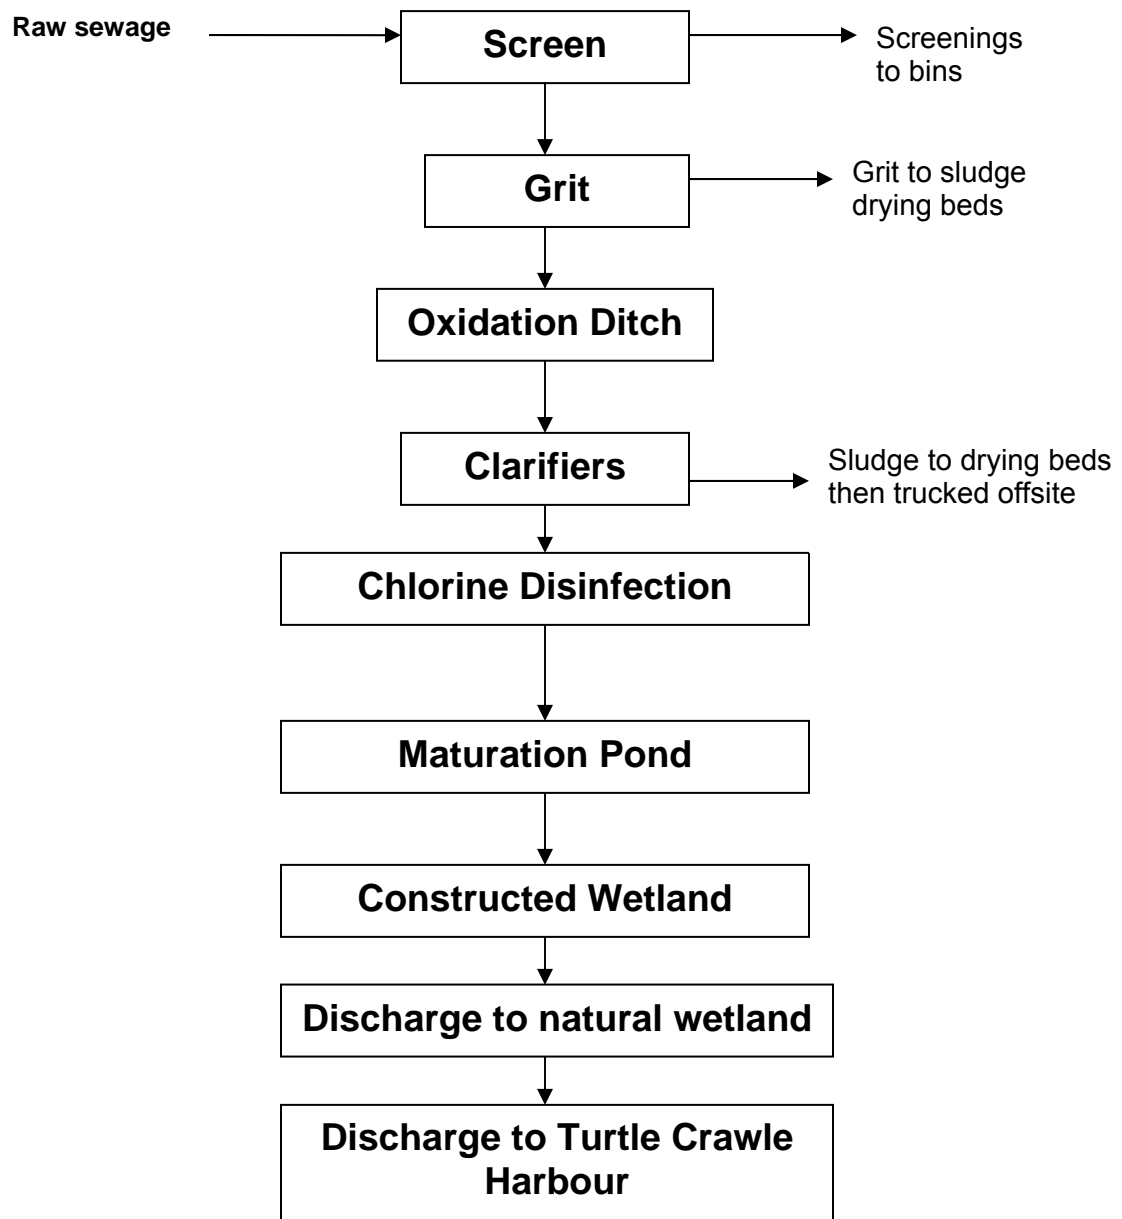 Raw sewage
Screen
Screenings
to bins
Grit
Grit to sludge
drying beds
Oxidation Ditch
Clarifiers
Sludge to drying beds
then trucked offsite
Chlorine Disinfection
Maturation Pond
Constructed Wetland
Discharge to natural wetland
Discharge to Turtle Crawle
Harbour